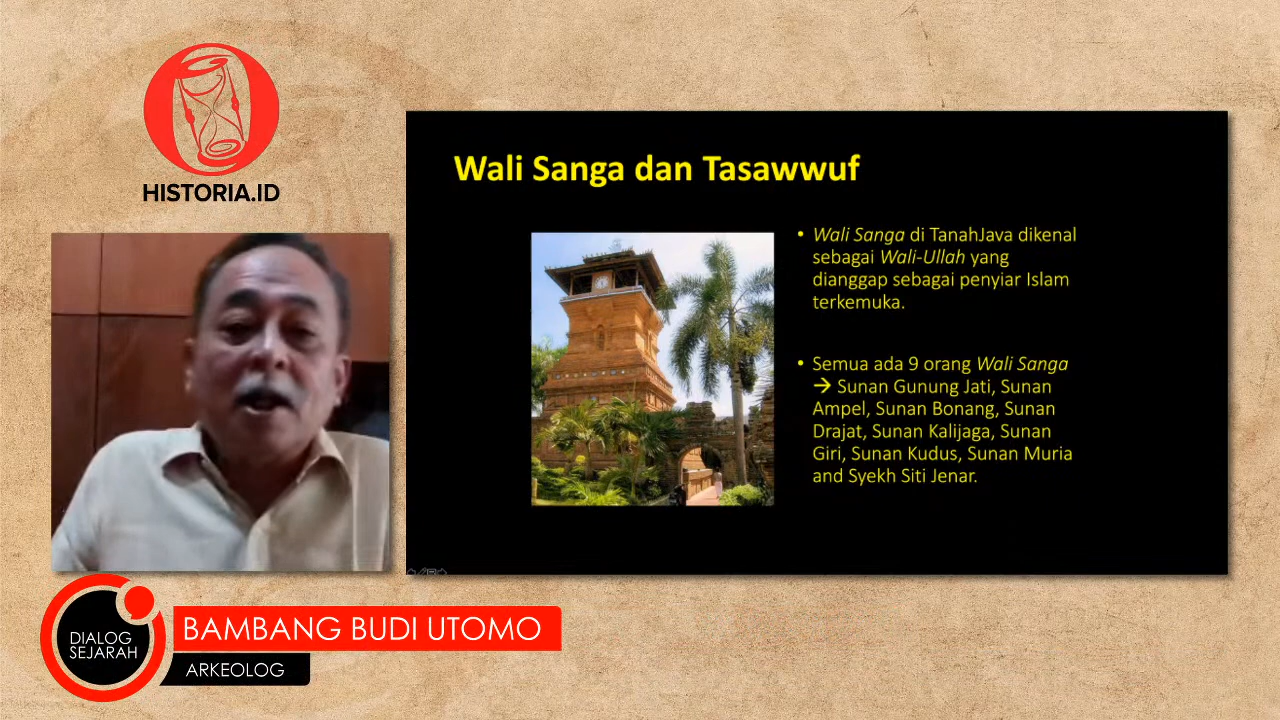 HISTORIA.ID
Wali Sanga dan Tasawwuf
• Wali Sanga di TanahJava dikenal
sebagai Wali-Ullah yang
dianggap sebagai penyiar Islam
terkemuka.
• Semua ada 9 orang Wali Sanga
→ Sunan Gunung Jati, Sunan
Ampel, Sunan Bonang, Sunan
Drajat, Sunan Kalijaga, Sunan
Giri, Sunan Kudus, Sunan Muria
and Syekh Siti Jenar.
DIALOG
SEJARAH
BAMBANG BUDI UTOMO
ARKEOLOG